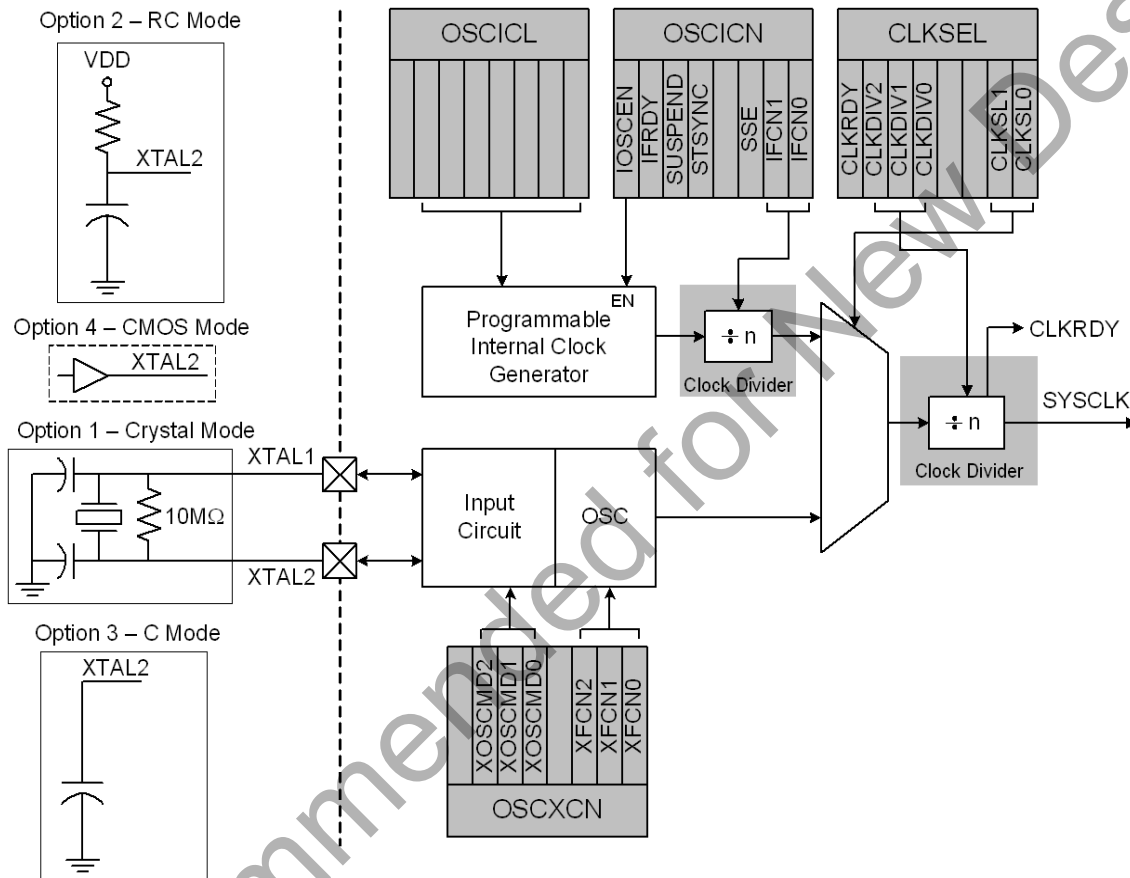 Option 2 – RC Mode
VDD
XTAL2
Option 4 – CMOS Mode
XTAL2
Option 1 – Crystal Mode
XTAL1
10MΩ
XTAL2
Option 3 – C Mode
XTAL2
OSCICL
OSCICN
IOSCEN
IFRDY
SUSPEND
STSYNC
SSE
IFCN1
IFCN0
CLKSEL
CLKRDY
CLKDIV2
CLKDIV1
CLKDIV0
CLKSL1
CLKSL0
EN
Programmable
Internal Clock
Generator
÷ n
Clock Divider
CLKRDY
SYSCLK
÷ n
Clock Divider
Input
Circuit
OSC
XOSCMD2
XOSCMD1
XOSCMD0
XFCN2
XFCN1
XFCN0
OSCXCN
for New